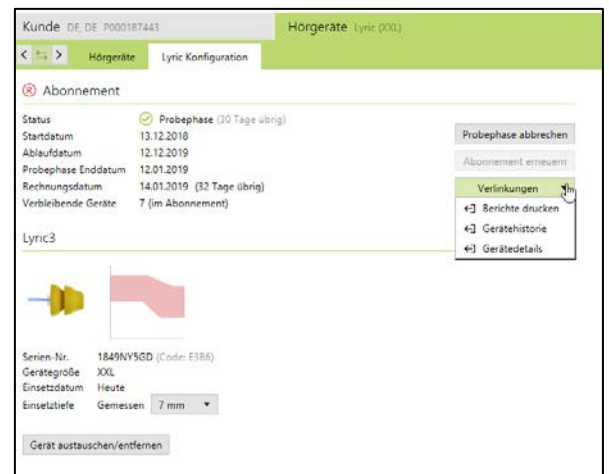 Kunde DE, DE P000187443 Hörgeräte Lyric (XXL)
Hörgeräte Lyric Konfiguration
Abonnement
Status Probephase (30 Tage übrig)
Startdatum 13.12.2018 Probephase abbrechen
Ablaufdatum 12.12.2019
Probephase Enddatum 12.01.2019 Abonnement erneuern
Rechnungsdatum 14.01.2019 (32 Tage übrig) Verlinkungen
Verbleibende Geräte 7 (im Abonnement)
Berichte drucken
Gerätehistorie
Gerätedetails
Lyric3
Serien-Nr. 1849NY5GD (Code: E3B6)
Gerätegröße XXL
Einsetzdatum Heute
Einsetztiefe Gemessen 7 mm
Gerät austauschen/entfernen